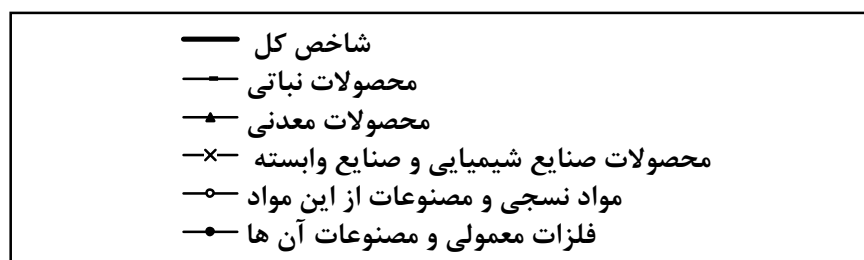 شاخص کل
محصولات نباتی
محصولات معدنی
محصولات صنایع شیمیایی و صنایع وابسته
مواد نسجی و مصنوعات از این مواد
فلزات معمولی و مصنوعات آن ها